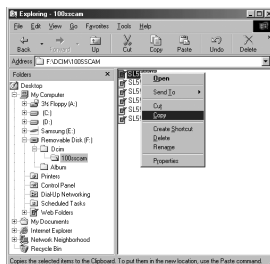 Exploring - 100sscam
File Edit View Go Favorites Tools Help
Back Forward Up Cut Copy Paste Undo Delete
Address F:\DCIM\100SSCAM
Folders
Desktop
My Computer
3½ Floppy (A:)
(C:)
(D:)
Samsung (E:)
Removable Disk (F:)
Dcim
100sscam
Album
Printers
Control Panel
Dial-Up Networking
Scheduled Tasks
Web Folders
My Documents
Internet Explorer
Network Neighborhood
Recycle Bin
Open
Send To
Cut
Copy
Create Shortcut
Delete
Rename
Properties
Copies the selected items to the Clipboard. To put them in the new location, use the Paste command.